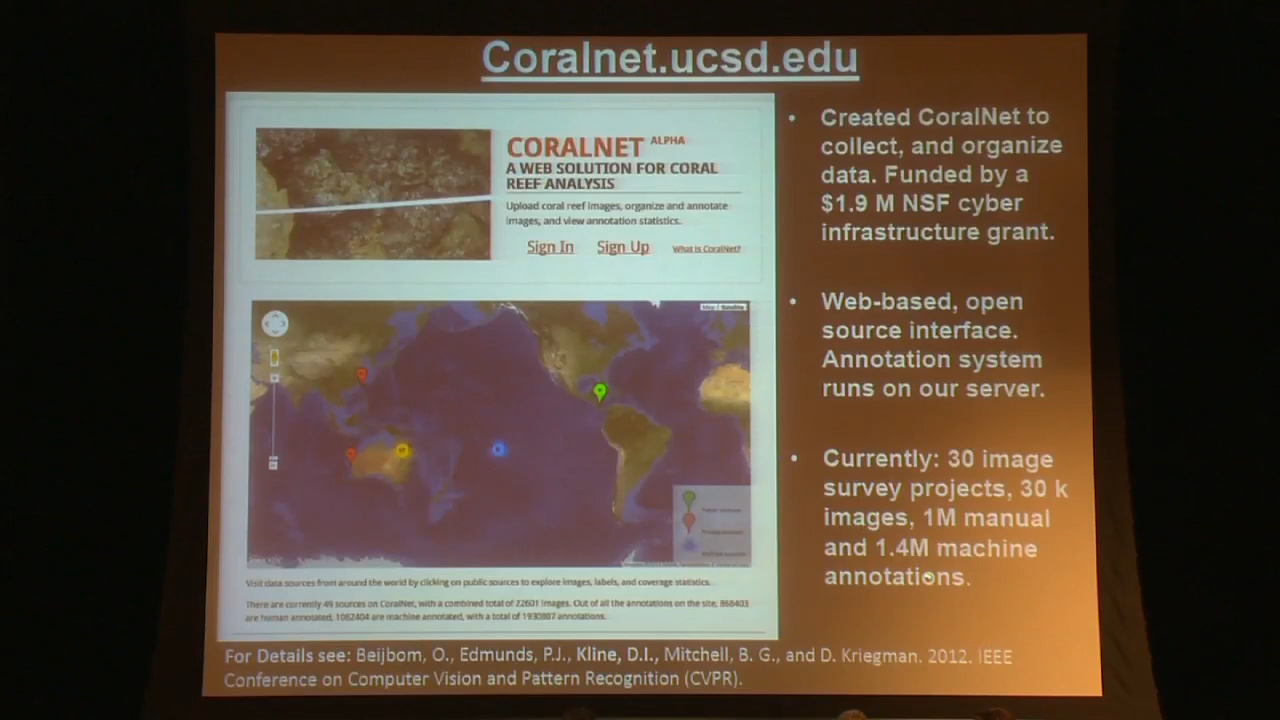 Coralnet.ucsd.edu
CORALNET ALPHA
A WEB SOLUTION FOR CORAL
REEF ANALYSIS
Upload coral reef images, organize and annotate
images, and view annotation statistics.
Sign In Sign Up What is CoralNet?
Visit data sources from around the world by clicking on public sources to explore images, labels, and coverage statistics.
There are currently 49 sources on CoralNet, with a combined total of 22601 images. Out of all the annotations on the site, 868403
are human annotated, 1062404 are machine annotated, with a total of 1930807 annotations.
• Created CoralNet to
collect, and organize
data. Funded by a
$1.9 M NSF cyber
infrastructure grant.
• Web-based, open
source interface.
Annotation system
runs on our server.
• Currently: 30 image
survey projects, 30 k
images, 1M manual
and 1.4M machine
annotations.
For Details see: Beijbom, O., Edmunds, P.J., Kline, D.I., Mitchell, B. G., and D. Kriegman. 2012. IEEE
Conference on Computer Vision and Pattern Recognition (CVPR).